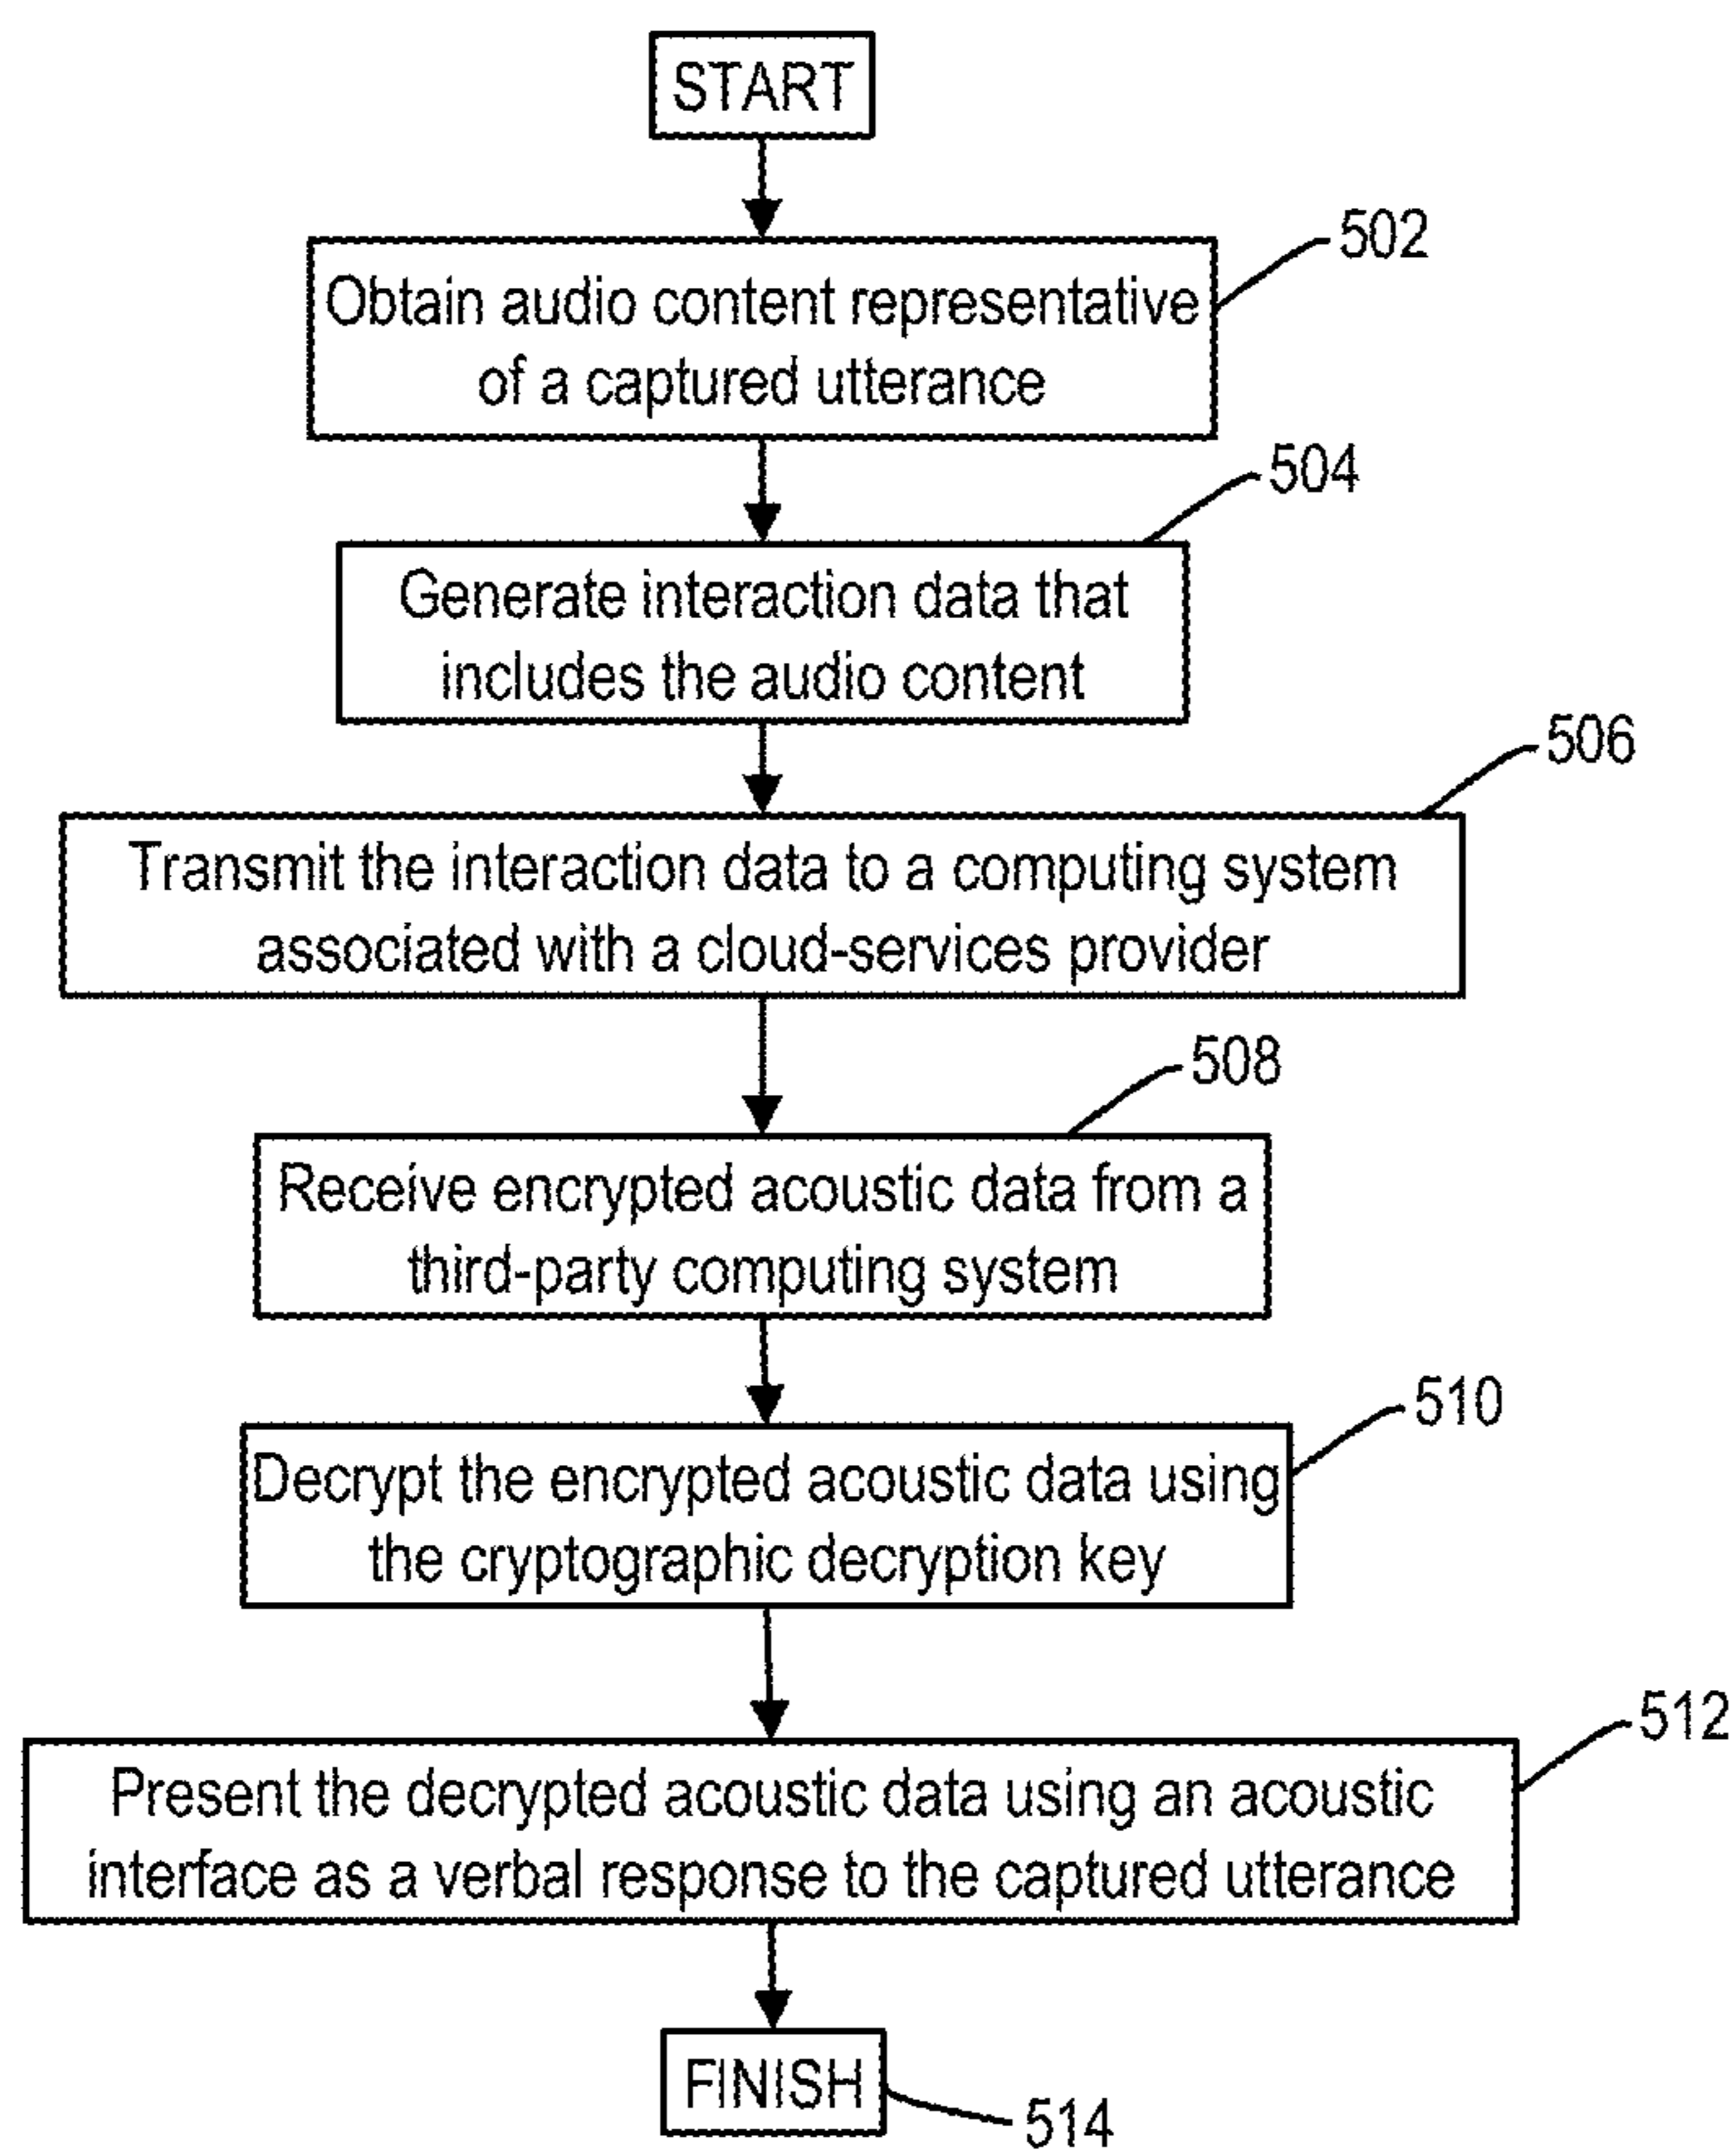 START
502
Obtain audio content representative
of a captured utterance
504
Generate interaction data that
includes the audio content
506
Transmit the interaction data to a computing system
associated with a cloud-services provider
508
Receive encrypted acoustic data from a
third-party computing system
510
Decrypt the encrypted acoustic data using
the cryptographic decryption key
512
Present the decrypted acoustic data using an acoustic
interface as a verbal response to the captured utterance
FINISH
514